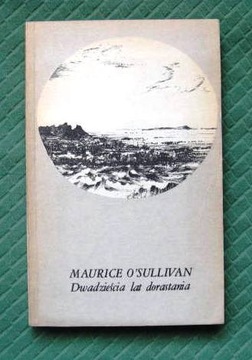 MAURICE O'SULLIVAN
Dwadzieścia lat dorastania